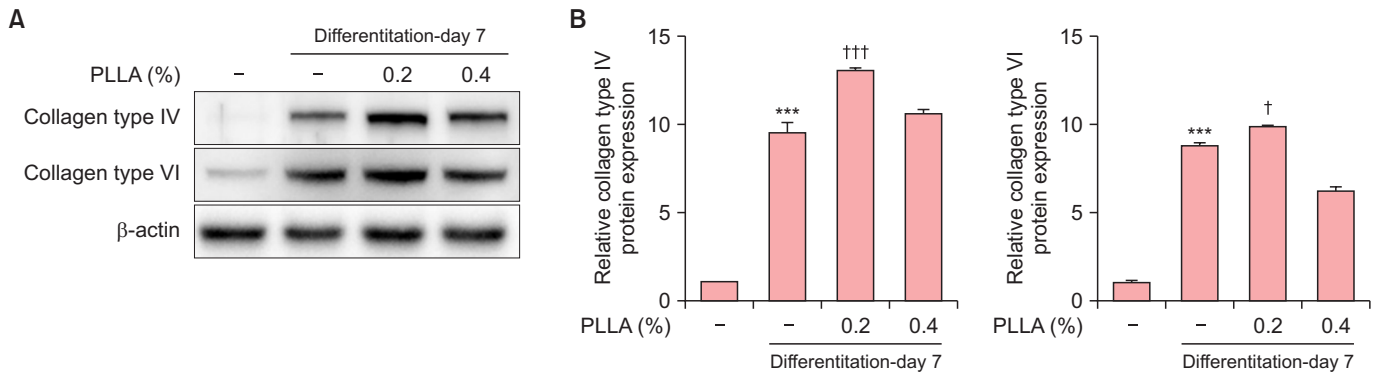 A
Differentitation-day 7
PLLA (%) – – 0.2 0.4
Collagen type IV
Collagen type VI
β-actin
B
Relative collagen type IV
protein expression
15
10
5
0
***
†††
PLLA (%) – – 0.2 0.4
Differentitation-day 7
Relative collagen type VI
protein expression
15
10
5
0
***
†
PLLA (%) – – 0.2 0.4
Differentitation-day 7